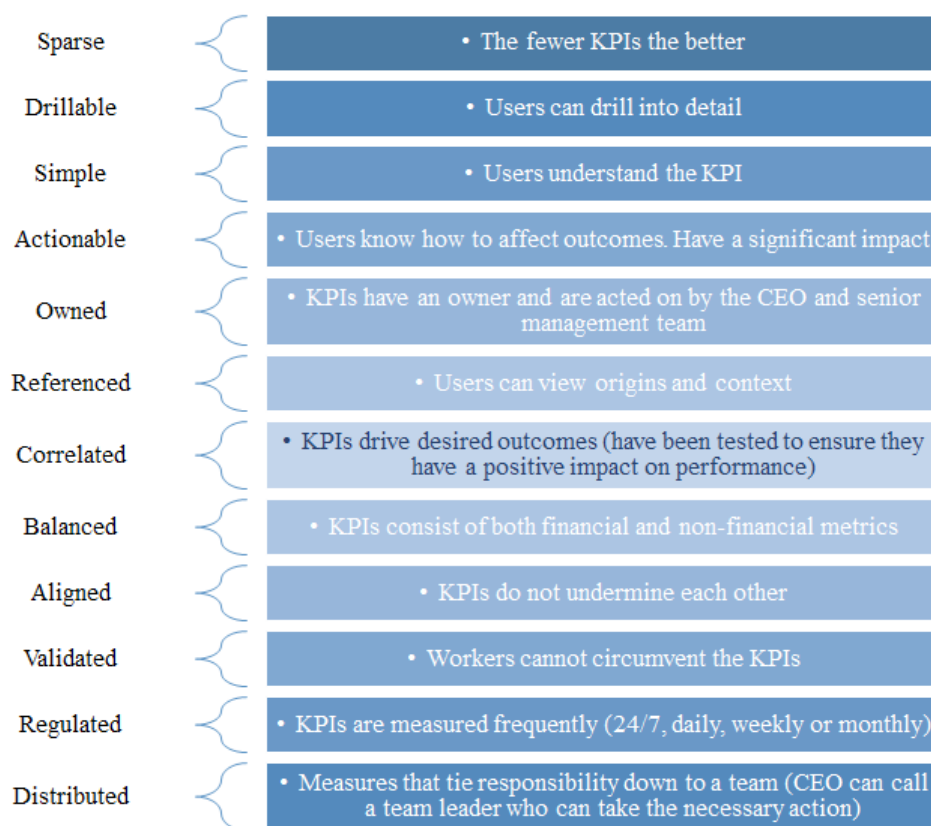 Sparse
• The fewer KPIs the better
Drillable
• Users can drill into detail
Simple
• Users understand the KPI
Actionable
• Users know how to affect outcomes. Have a significant impact
Owned
• KPIs have an owner and are acted on by the CEO and senior
management team
Referenced
• Users can view origins and context
Correlated
• KPIs drive desired outcomes (have been tested to ensure they
have a positive impact on performance)
Balanced
• KPIs consist of both financial and non-financial metrics
Aligned
• KPIs do not undermine each other
Validated
• Workers cannot circumvent the KPIs
Regulated
• KPIs are measured frequently (24/7, daily, weekly or monthly)
Distributed
• Measures that tie responsibility down to a team (CEO can call
a team leader who can take the necessary action)